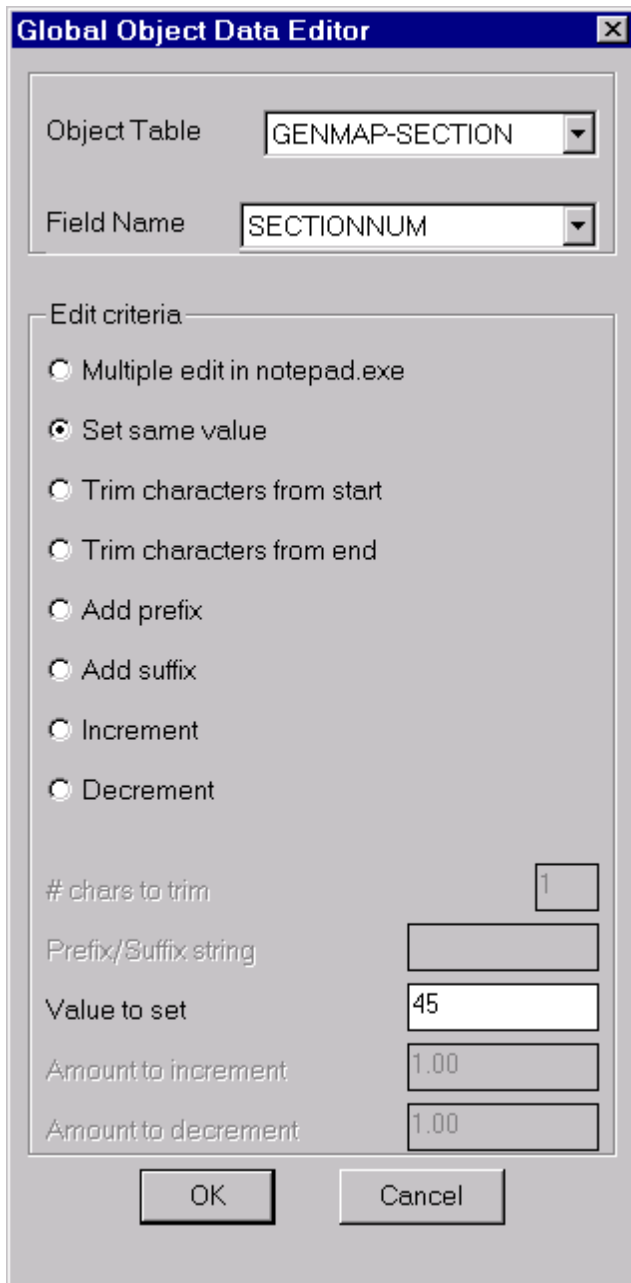 Global Object Data Editor
Object Table GENMAP-SECTION
Field Name SECTIONNUM
Edit criteria
Multiple edit in notepad.exe
Set same value
Trim characters from start
Trim characters from end
Add prefix
Add suffix
Increment
Decrement
# chars to trim 1
Prefix/Suffix string
Value to set 45
Amount to increment 1.00
Amount to decrement 1.00
OK Cancel